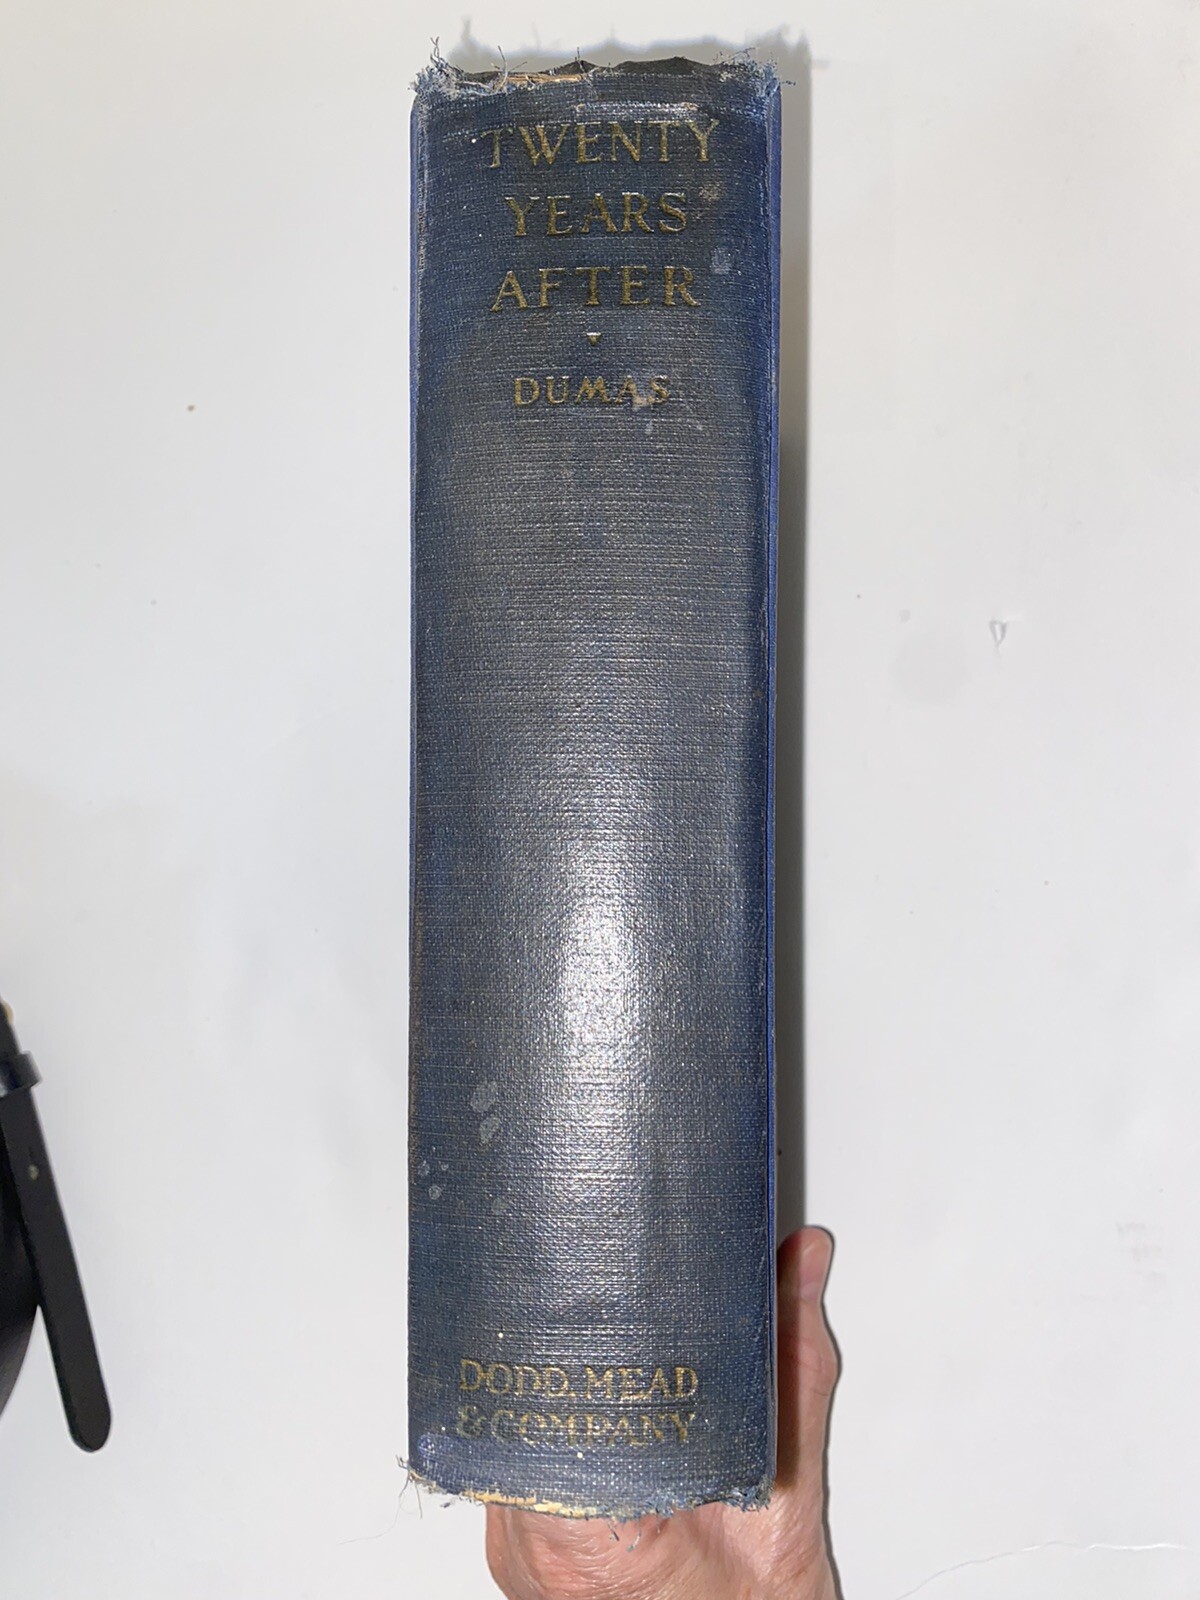 TWENTY
YEARS
AFTER
DUMAS
DODD, MEAD
& COMPANY